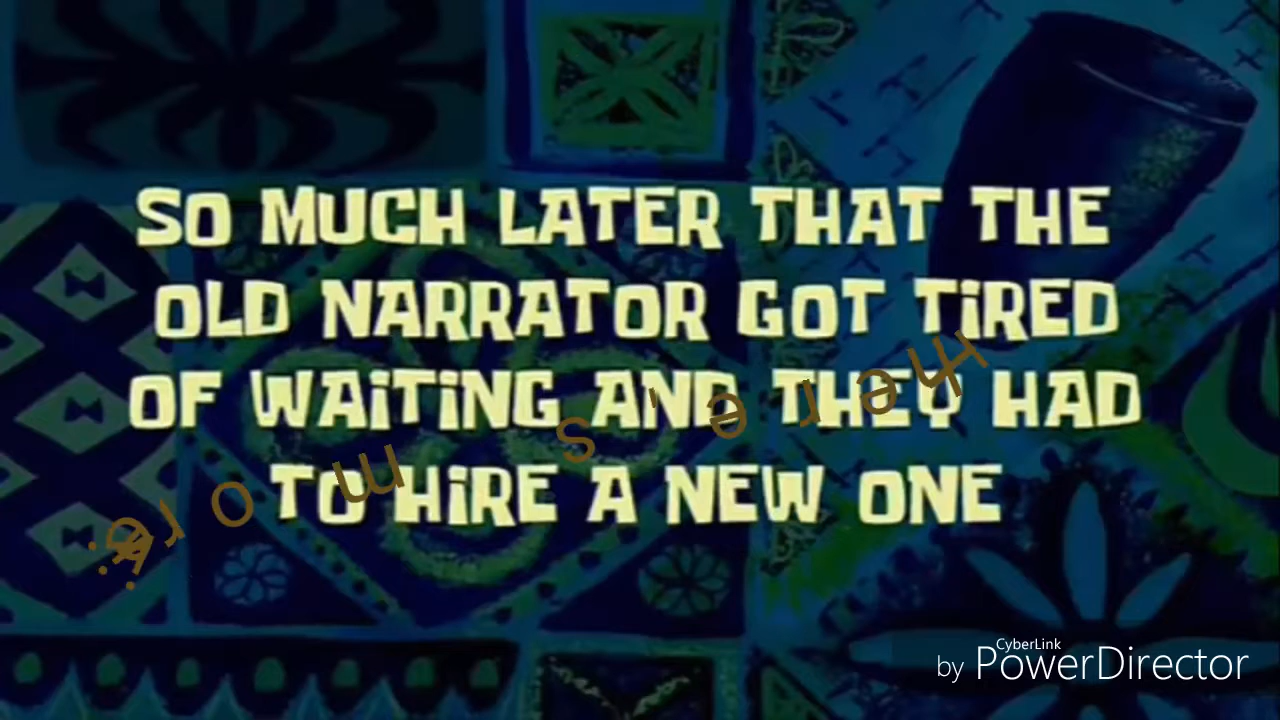 SO MUCH LATER THAT THE
OLD NARRATOR GOT TiRED
OF WAiTiNG AND THEY HAD
TO HiRE A NEW ONE
Here's more
CyberLink
by PowerDirector